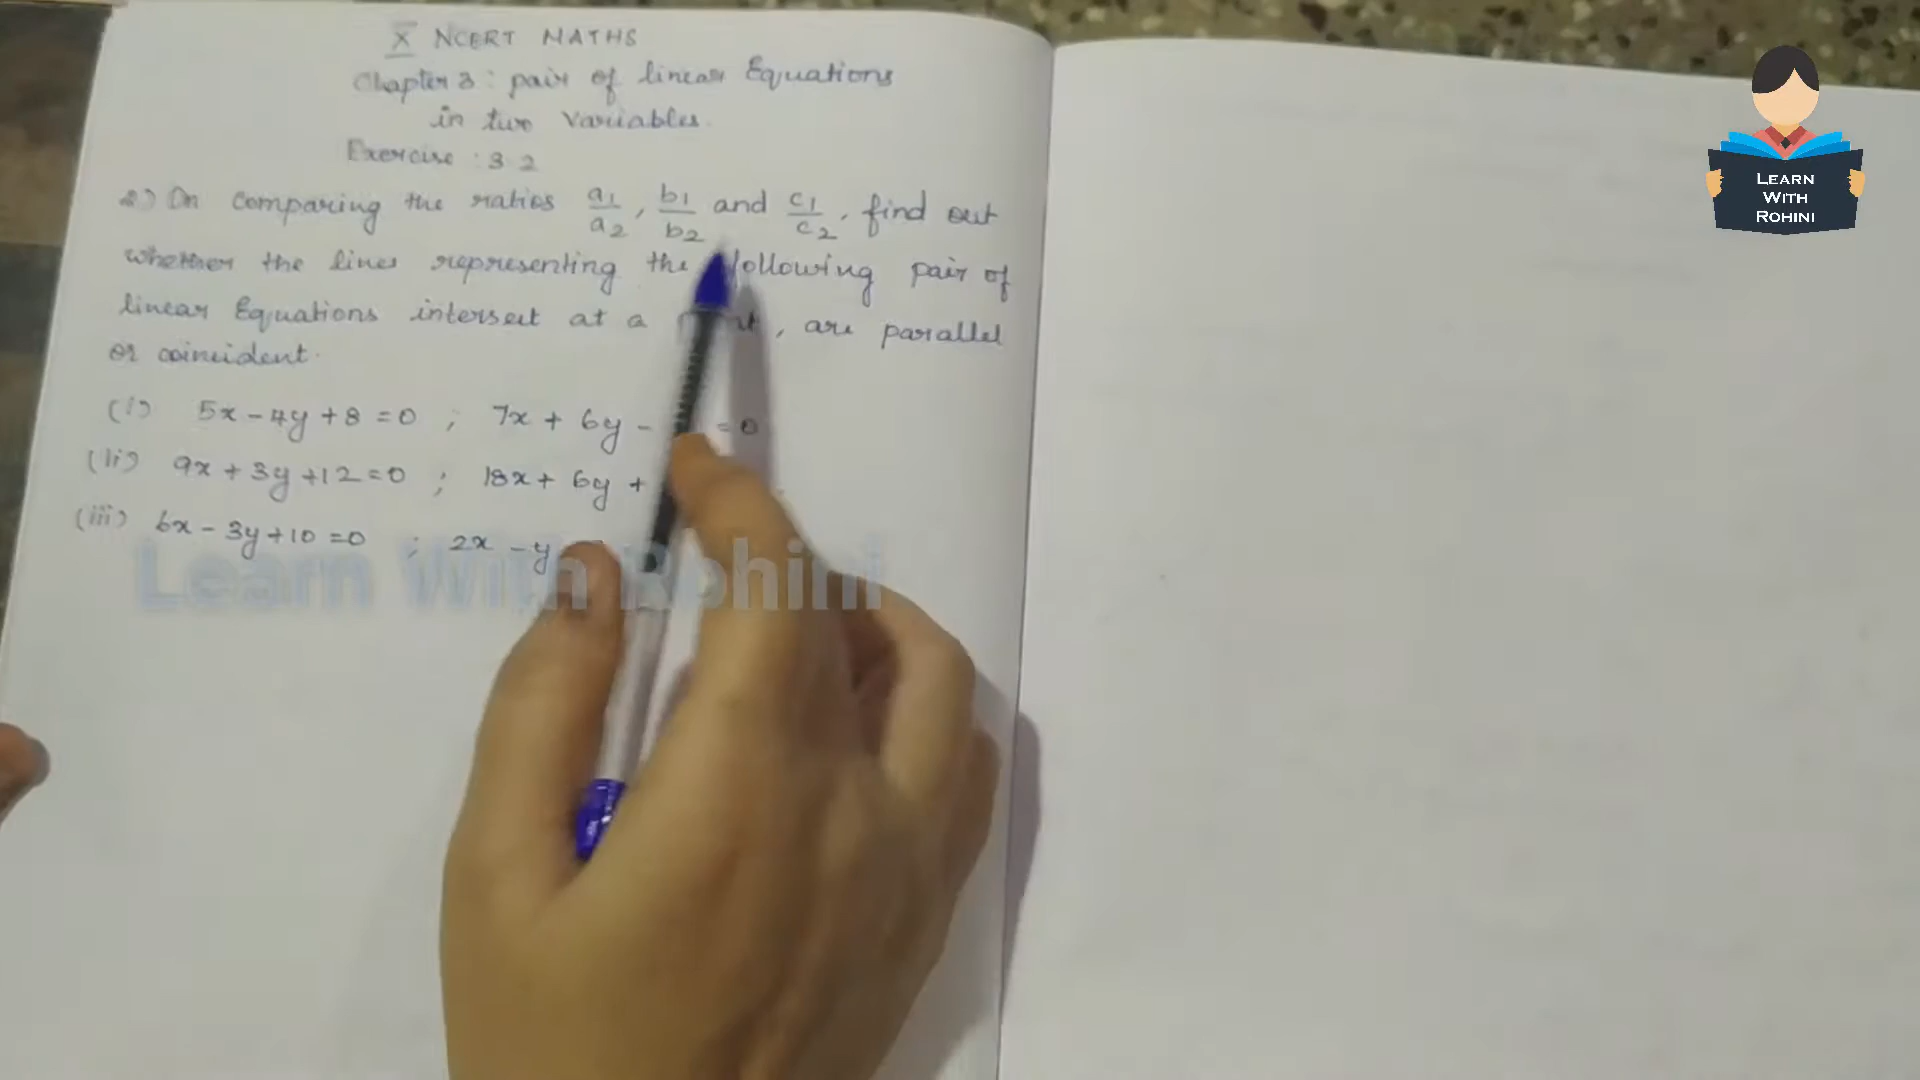 X NCERT MATHS
Chapter 3 : pair of linear Equations
in two Variables.
Exercise : 3.2
2) On comparing the ratios a1/a2, b1/b2 and c1/c2, find out
whether the lines representing the following pair of
linear Equations intersect at a , are parallel
or coincident.
(i) 5x - 4y + 8 = 0 ; 7x + 6y - = 0
(ii) 9x + 3y + 12 = 0 ; 18x + 6y +
(iii) 6x - 3y + 10 = 0 ; 2x - y
Learn With Rohini
LEARN
WITH
ROHINI